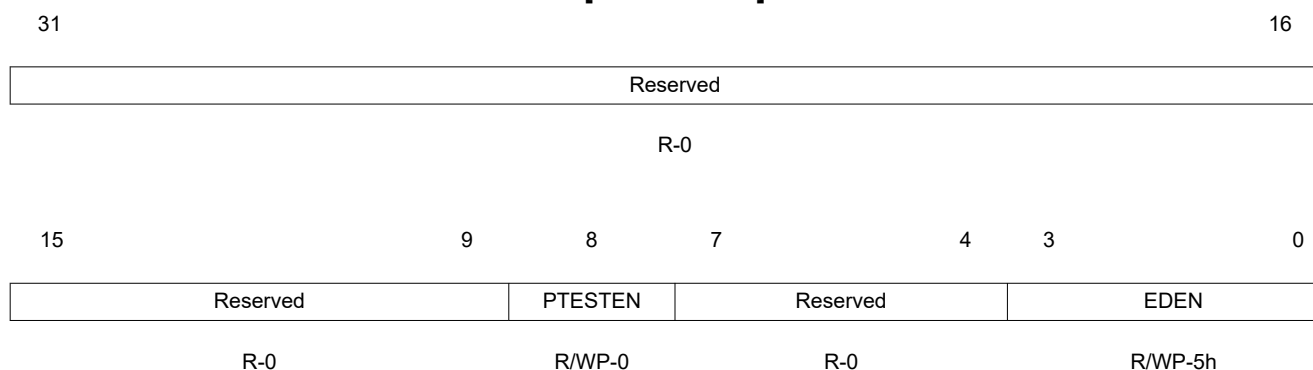 31 16
Reserved
R-0
15 9 8 7 4 3 0
Reserved PTESTEN Reserved EDEN
R-0 R/WP-0 R-0 R/WP-5h